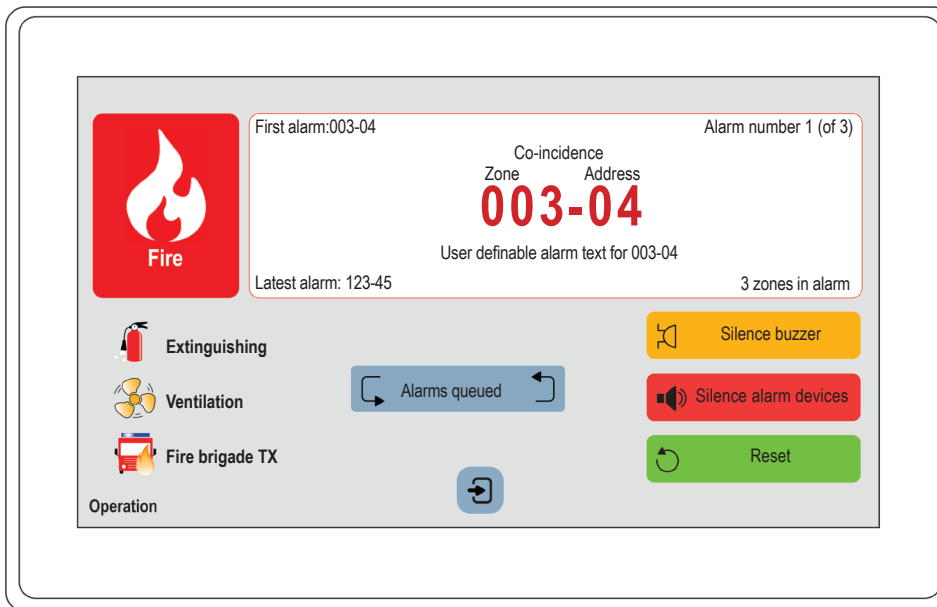 First alarm:003-04
Alarm number 1 (of 3)
Co-incidence
Zone Address
003-04
Fire
User definable alarm text for 003-04
Latest alarm: 123-45
3 zones in alarm
Silence buzzer
Extinguishing
Alarms queued
Silence alarm devices
Ventilation
Fire brigade TX
Reset
Operation